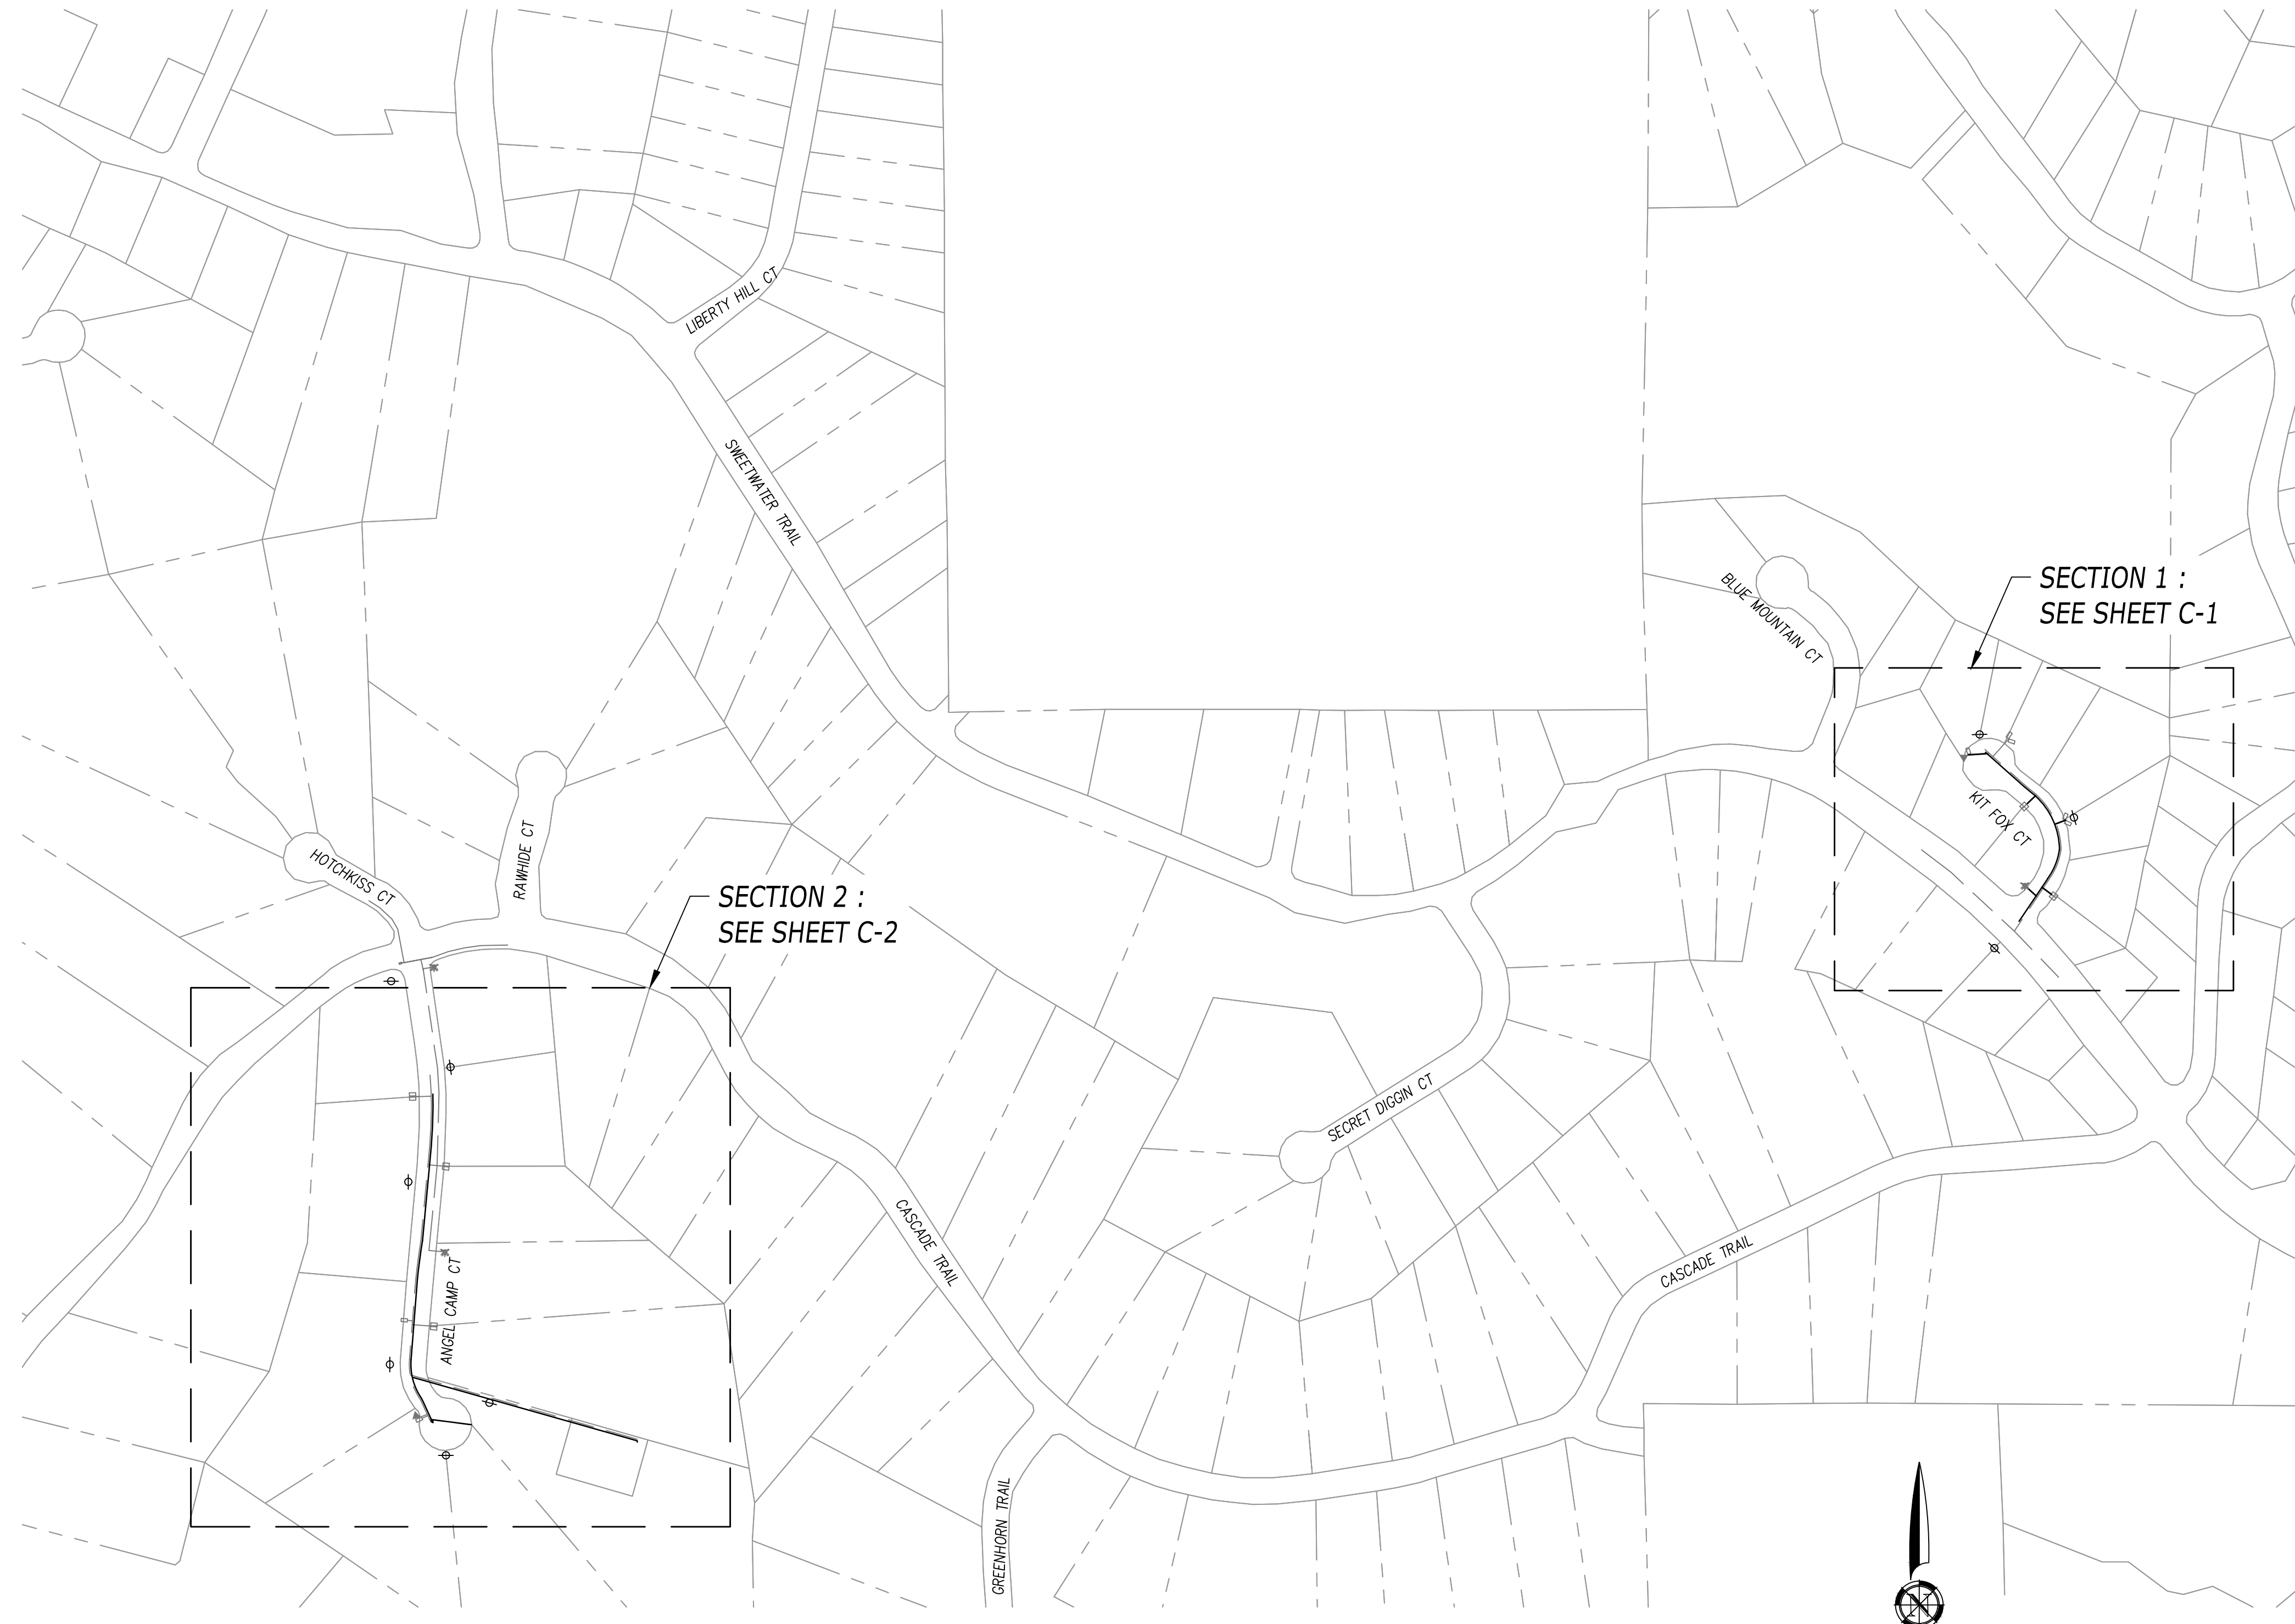 LIBERTY HILL CT
SWEETWATER TRAIL
BLUE MOUNTAIN CT
SECTION 1 :
SEE SHEET C-1
KIT FOX CT
HOTCHKISS CT
RAWHIDE CT
SECTION 2 :
SEE SHEET C-2
SECRET DIGGIN CT
CASCADE TRAIL
CASCADE TRAIL
ANGEL CAMP CT
GREENHORN TRAIL
N